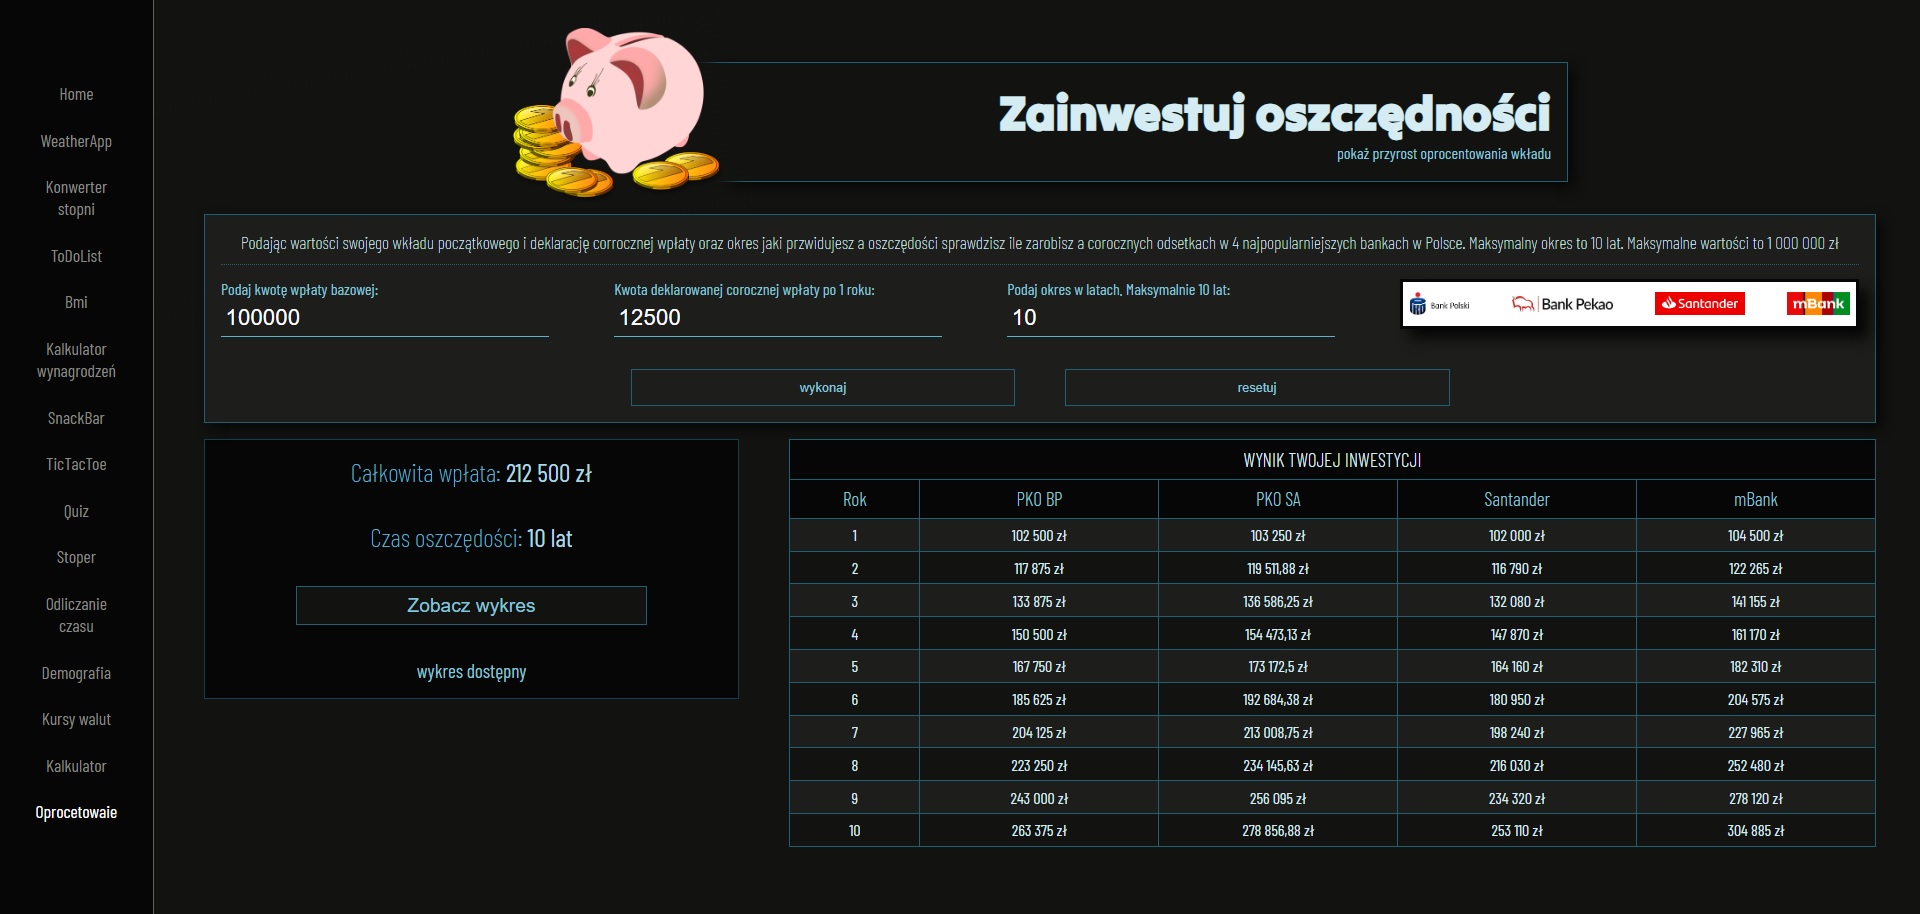 Home
WeatherApp
Konwerter
stopni
ToDoList
Bmi
Kalkulator
wynagrodzeń
SnackBar
TicTacToe
Quiz
Stoper
Odliczanie
czasu
Demografia
Kursy walut
Kalkulator
Oprocetowaie
Zainwestuj oszczędności
pokaż przyrost oprocentowania wkładu
Podając wartości swojego wkładu początkowego i deklarację corrocznej wpłaty oraz okres jaki przwidujesz a oszczędości sprawdzisz ile zarobisz a corocznych odsetkach w 4 najpopularniejszych bankach w Polsce. Maksymalny okres to 10 lat. Maksymalne wartości to 1 000 000 zł
Podaj kwotę wpłaty bazowej: Kwota deklarowanej corocznej wpłaty po 1 roku: Podaj okres w latach. Maksymalnie 10 lat:
100000 12500 10
Bank Polski Bank Pekao Santander mBank
wykonaj resetuj
Całkowita wpłata: 212 500 zł
Czas oszczędości: 10 lat
Zobacz wykres
wykres dostępny
WYNIK TWOJEJ INWESTYCJI
Rok PKO BP PKO SA Santander mBank
1 102 500 zł 103 250 zł 102 000 zł 104 500 zł
2 117 875 zł 119 511,88 zł 116 790 zł 122 265 zł
3 133 875 zł 136 586,25 zł 132 080 zł 141 155 zł
4 150 500 zł 154 473,13 zł 147 870 zł 161 170 zł
5 167 750 zł 173 172,5 zł 164 160 zł 182 310 zł
6 185 625 zł 192 684,38 zł 180 950 zł 204 575 zł
7 204 125 zł 213 008,75 zł 198 240 zł 227 965 zł
8 223 250 zł 234 145,63 zł 216 030 zł 252 480 zł
9 243 000 zł 256 095 zł 234 320 zł 278 120 zł
10 263 375 zł 278 856,88 zł 253 110 zł 304 885 zł